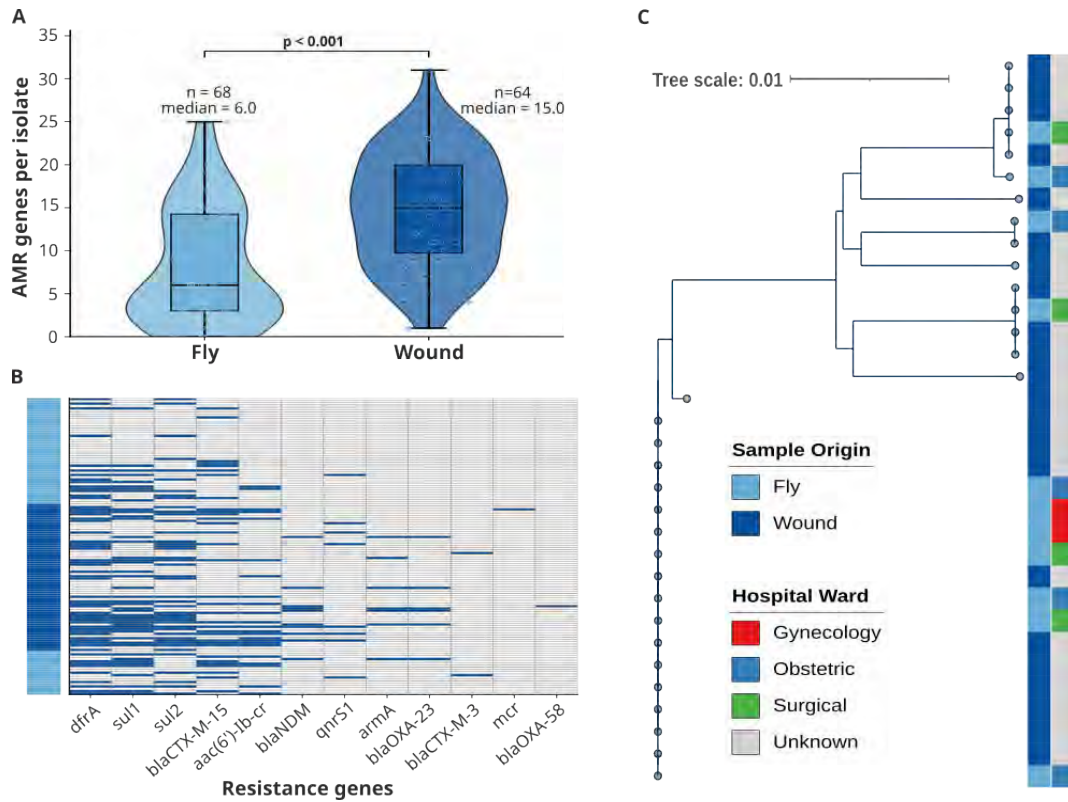 A
AMR genes per isolate
35
30
25
20
15
10
5
0
p < 0.001
n = 68
median = 6.0
n=64
median = 15.0
Fly
Wound
B
dfrA
sul1
sul2
blaCTX-M-15
aac(6')-Ib-cr
blaNDM
qnrS1
armA
blaOXA-23
blaCTX-M-3
mcr
blaOXA-58
Resistance genes
C
Tree scale: 0.01
Sample Origin
Fly
Wound
Hospital Ward
Gynecology
Obstetric
Surgical
Unknown